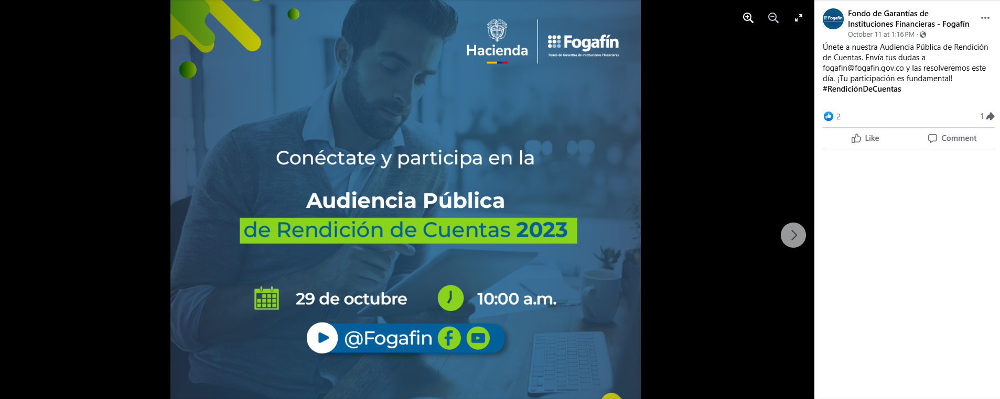 Hacienda
Fogafín
Fondo de Garantías de Instituciones Financieras
Conéctate y participa en la
Audiencia Pública
de Rendición de Cuentas 2023
29 de octubre
10:00 a.m.
@Fogafin
Fogafín
Fondo de Garantías de
Instituciones Financieras - Fogafín
October 11 at 1:16 PM ·
Únete a nuestra Audiencia Pública de Rendición
de Cuentas. Envía tus dudas a
fogafin@fogafin.gov.co y las resolveremos este
día. ¡Tu participación es fundamental!
#RendiciónDeCuentas
2
1
Like
Comment